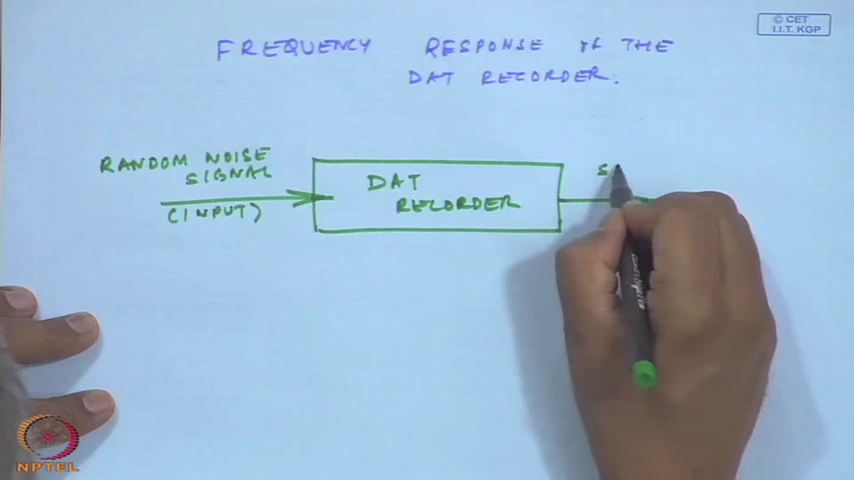 © CET
I.I.T. KGP
FREQUENCY RESPONSE OF THE
DAT RECORDER.
RANDOM NOISE
SIGNAL
(INPUT)
DAT
RECORDER
S
NPTEL